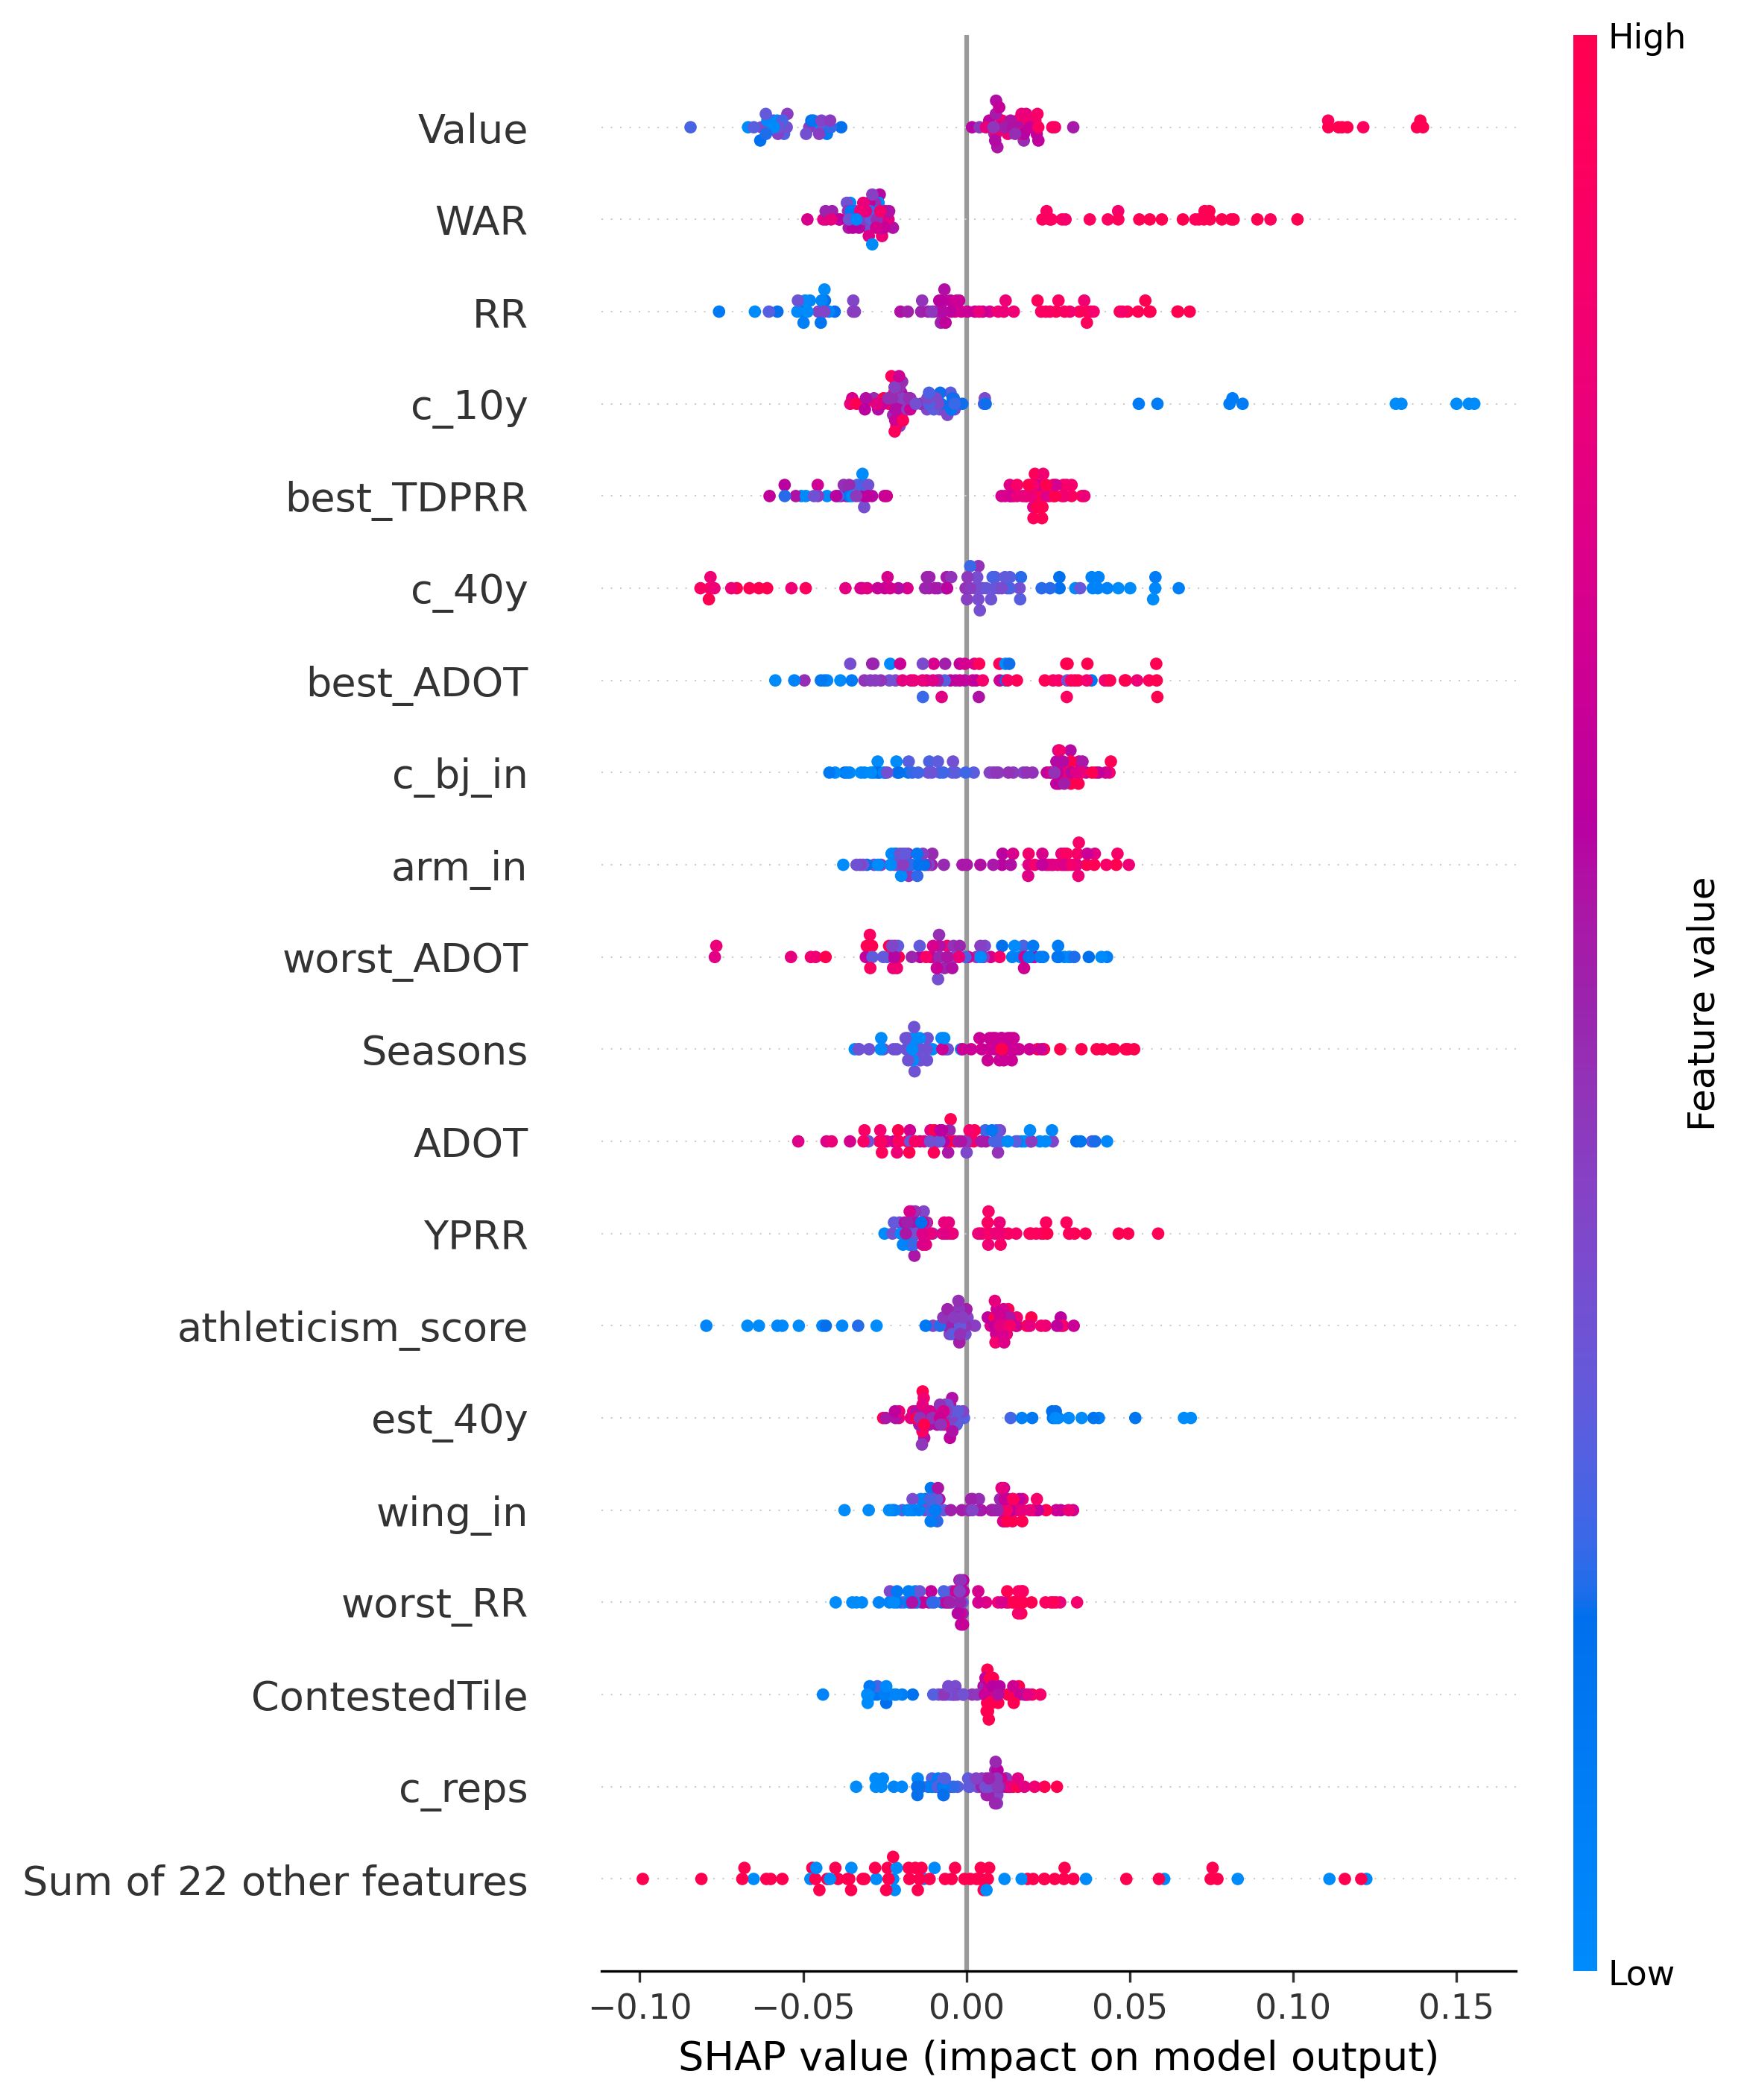 High
Value
WAR
RR
c_10y
best_TDPRR
c_40y
best_ADOT
c_bj_in
arm_in
worst_ADOT
Seasons
ADOT
YPRR
athleticism_score
est_40y
wing_in
worst_RR
ContestedTile
c_reps
Sum of 22 other features
Feature value
Low
−0.10 −0.05 0.00 0.05 0.10 0.15
SHAP value (impact on model output)